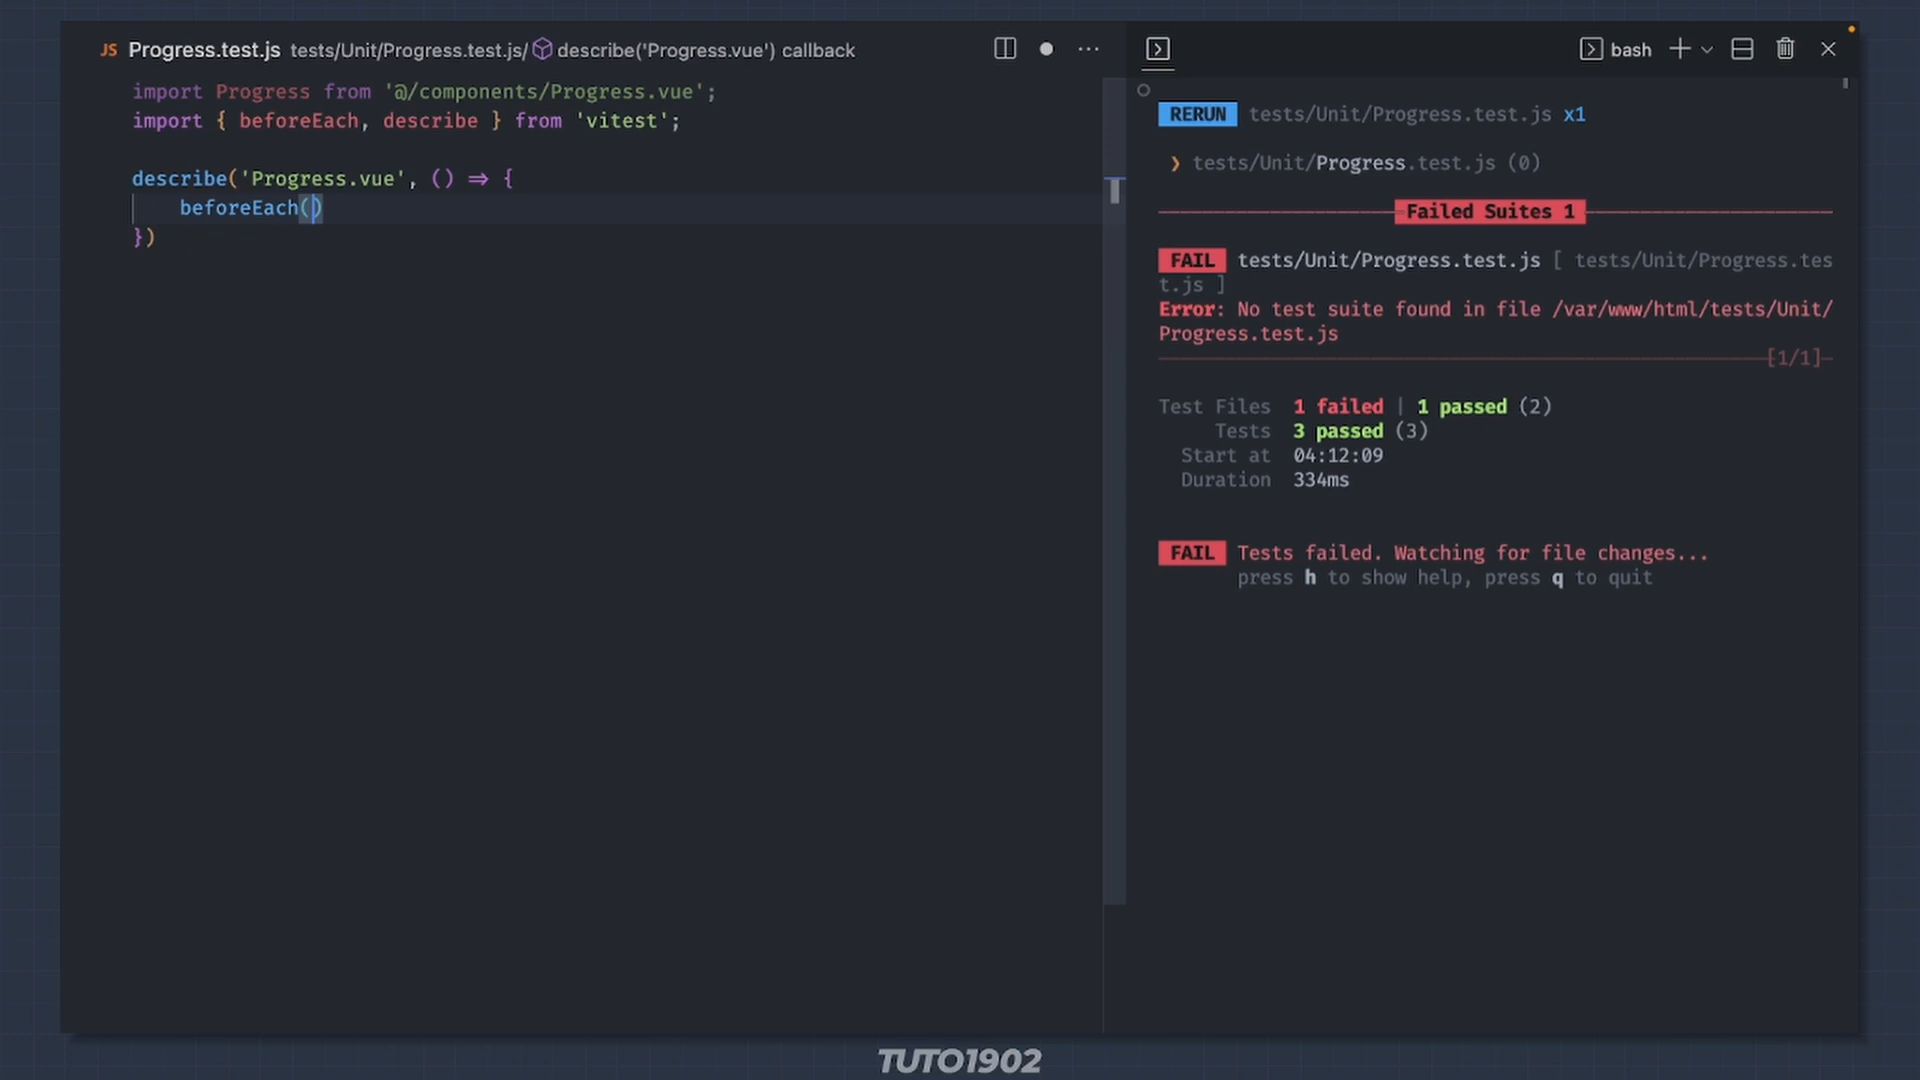 JS Progress.test.js tests/Unit/Progress.test.js/ describe('Progress.vue') callback
import Progress from '@/components/Progress.vue';
import { beforeEach, describe } from 'vitest';
describe('Progress.vue', () => {
beforeEach()
})
bash
RERUN tests/Unit/Progress.test.js x1
❯ tests/Unit/Progress.test.js (0)
Failed Suites 1
FAIL tests/Unit/Progress.test.js [ tests/Unit/Progress.tes
t.js ]
Error: No test suite found in file /var/www/html/tests/Unit/
Progress.test.js
[1/1]
Test Files 1 failed | 1 passed (2)
Tests 3 passed (3)
Start at 04:12:09
Duration 334ms
FAIL Tests failed. Watching for file changes...
press h to show help, press q to quit
TUTO1902